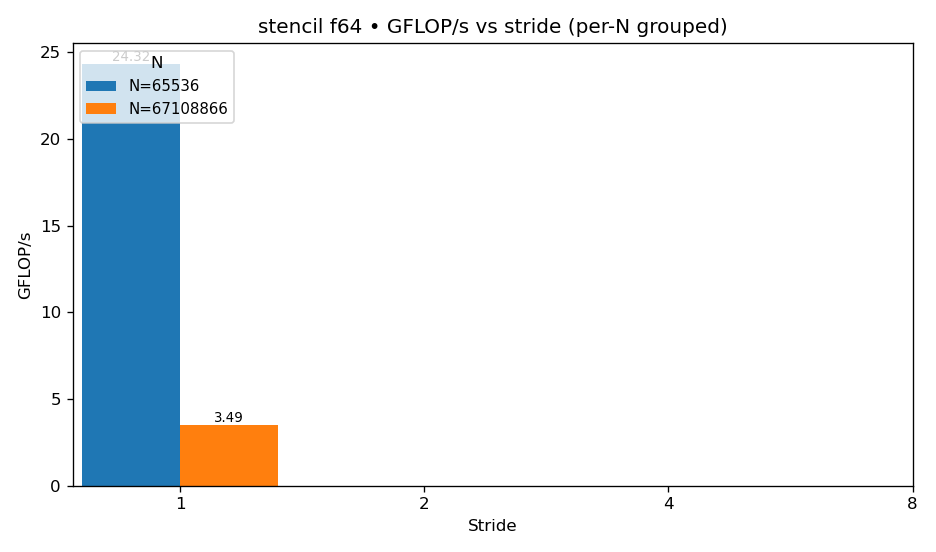 stencil f64 • GFLOP/s vs stride (per-N grouped)
25
24.32
N
N=65536
N=67108866
20
15
GFLOP/s
10
5
3.49
0
1
2
4
8
Stride